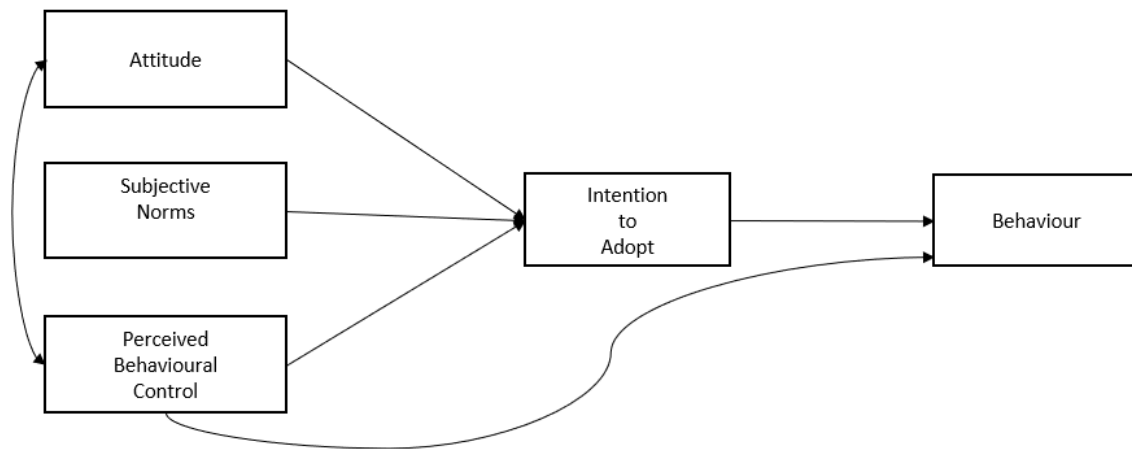 Attitude
Subjective
Norms
Perceived
Behavioural
Control
Intention
to
Adopt
Behaviour